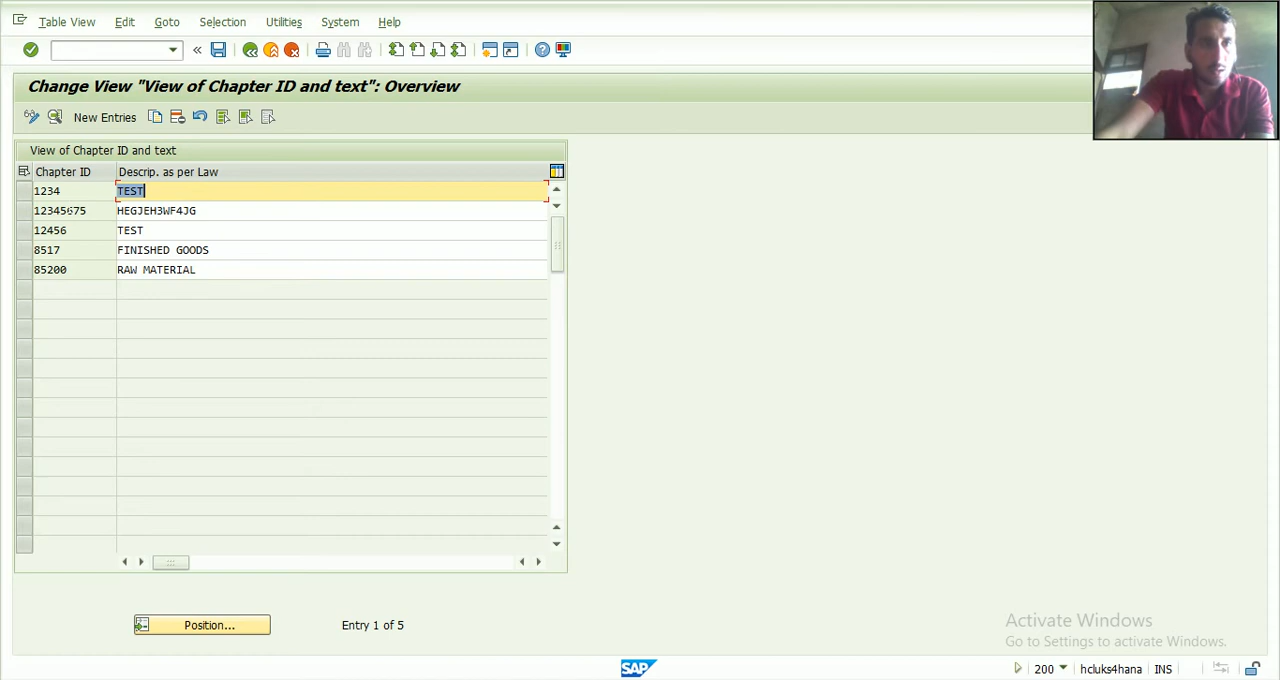 Table View Edit Goto Selection Utilities System Help
Change View "View of Chapter ID and text": Overview
New Entries
View of Chapter ID and text
Chapter ID Descrip. as per Law
1234 TEST
12345675 HEGJEH3WF4JG
12456 TEST
8517 FINISHED GOODS
85200 RAW MATERIAL
Position... Entry 1 of 5
Activate Windows
Go to Settings to activate Windows.
SAP 200 hcluks4hana INS